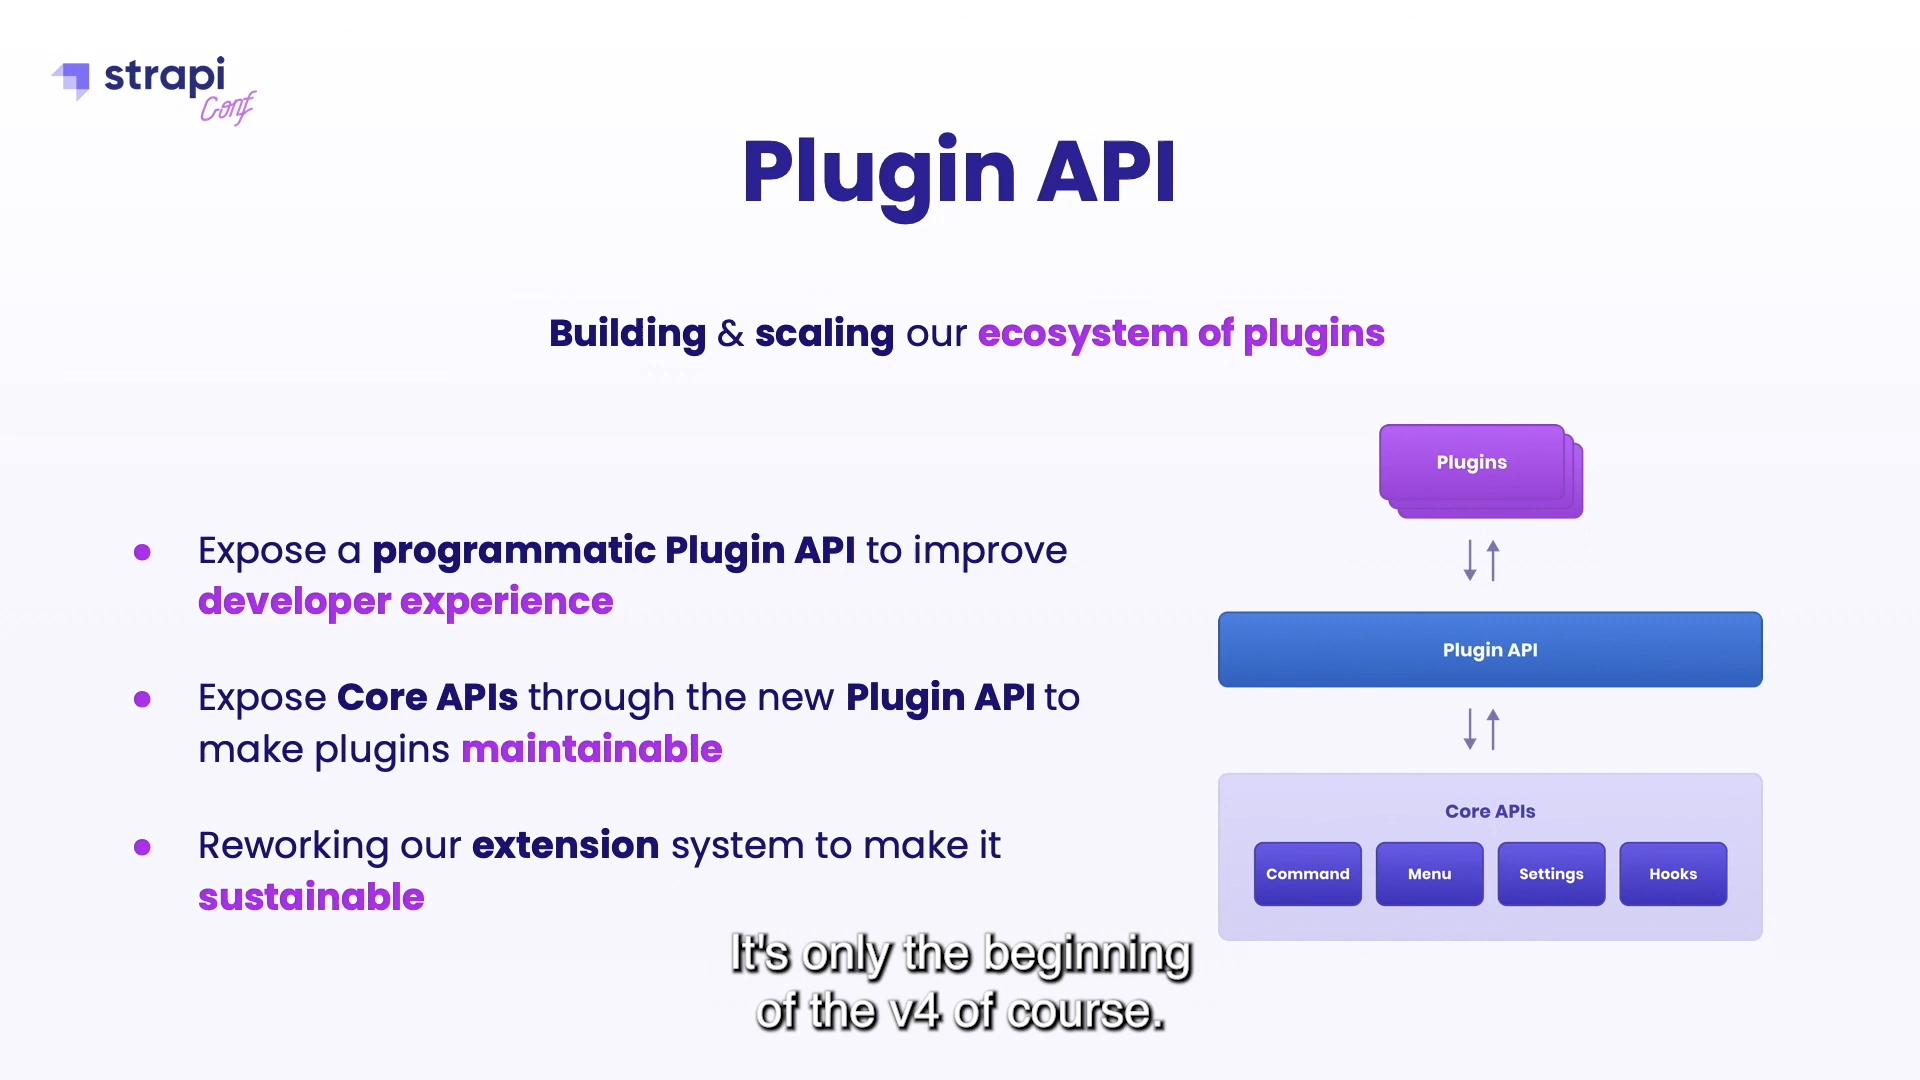 strapi
Conf
Plugin API
Building & scaling our ecosystem of plugins
Expose a programmatic Plugin API to improve
developer experience
Expose Core APIs through the new Plugin API to
make plugins maintainable
Reworking our extension system to make it
sustainable
Plugins
Plugin API
Core APIs
Command
Menu
Settings
Hooks
It's only the beginning
of the v4 of course.